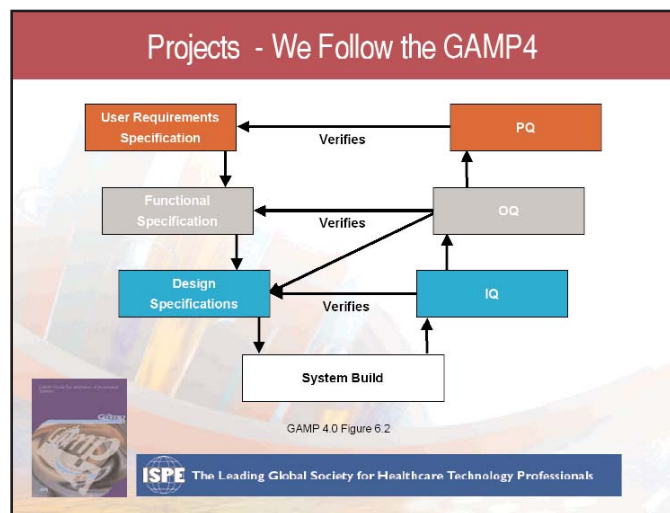 Projects - We Follow the GAMP4
User Requirements
Specification
Verifies
PQ
Functional
Specification
Verifies
OQ
Design
Specifications
Verifies
IQ
System Build
GAMP 4.0 Figure 6.2
GAMP
ISPE The Leading Global Society for Healthcare Technology Professionals